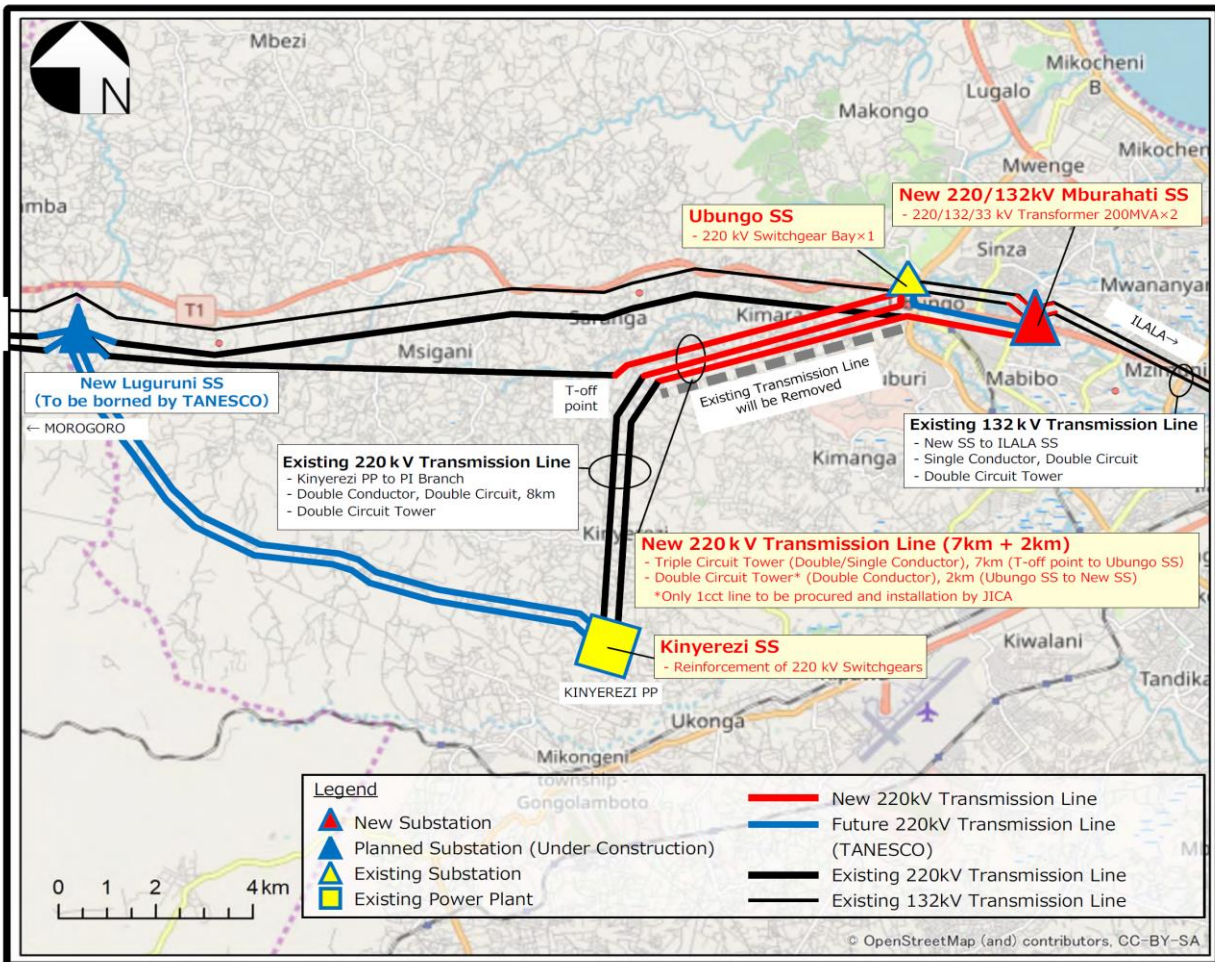 N
Mbezi
Mikocheni
B
Lugalo
Makongo
Mikochen
Mwenge
amba
New 220/132kV Mburahati SS
- 220/132/33 kV Transformer 200MVA×2
Ubungo SS
- 220 kV Switchgear Bay×1
Sinza
Mwananyar
T1
Saranga
Kimara
ILALA→
Msigani
New Luguruni SS
(To be borned by TANESCO)
← MOROGORO
T-off
point
Existing Transmission Line
will be Removed
uburi
Mabibo
Existing 132 kV Transmission Line
- New SS to ILALA SS
- Single Conductor, Double Circuit
- Double Circuit Tower
Kimanga
Existing 220 kV Transmission Line
- Kinyerezi PP to PI Branch
- Double Conductor, Double Circuit, 8km
- Double Circuit Tower
Kinyerezi
New 220 kV Transmission Line (7km + 2km)
- Triple Circuit Tower (Double/Single Conductor), 7km (T-off point to Ubungo SS)
- Double Circuit Tower* (Double Conductor), 2km (Ubungo SS to New SS)
*Only 1cct line to be procured and installation by JICA
Kinyerezi SS
- Reinforcement of 220 kV Switchgears
KINYEREZI PP
Kiwalani
Tandika
Ukonga
Mikongeni
township -
Gongolamboto
Legend
New Substation
Planned Substation (Under Construction)
Existing Substation
Existing Power Plant
New 220kV Transmission Line
Future 220kV Transmission Line
(TANESCO)
Existing 220kV Transmission Line
Existing 132kV Transmission Line
0 1 2 4 km
© OpenStreetMap (and) contributors, CC-BY-SA